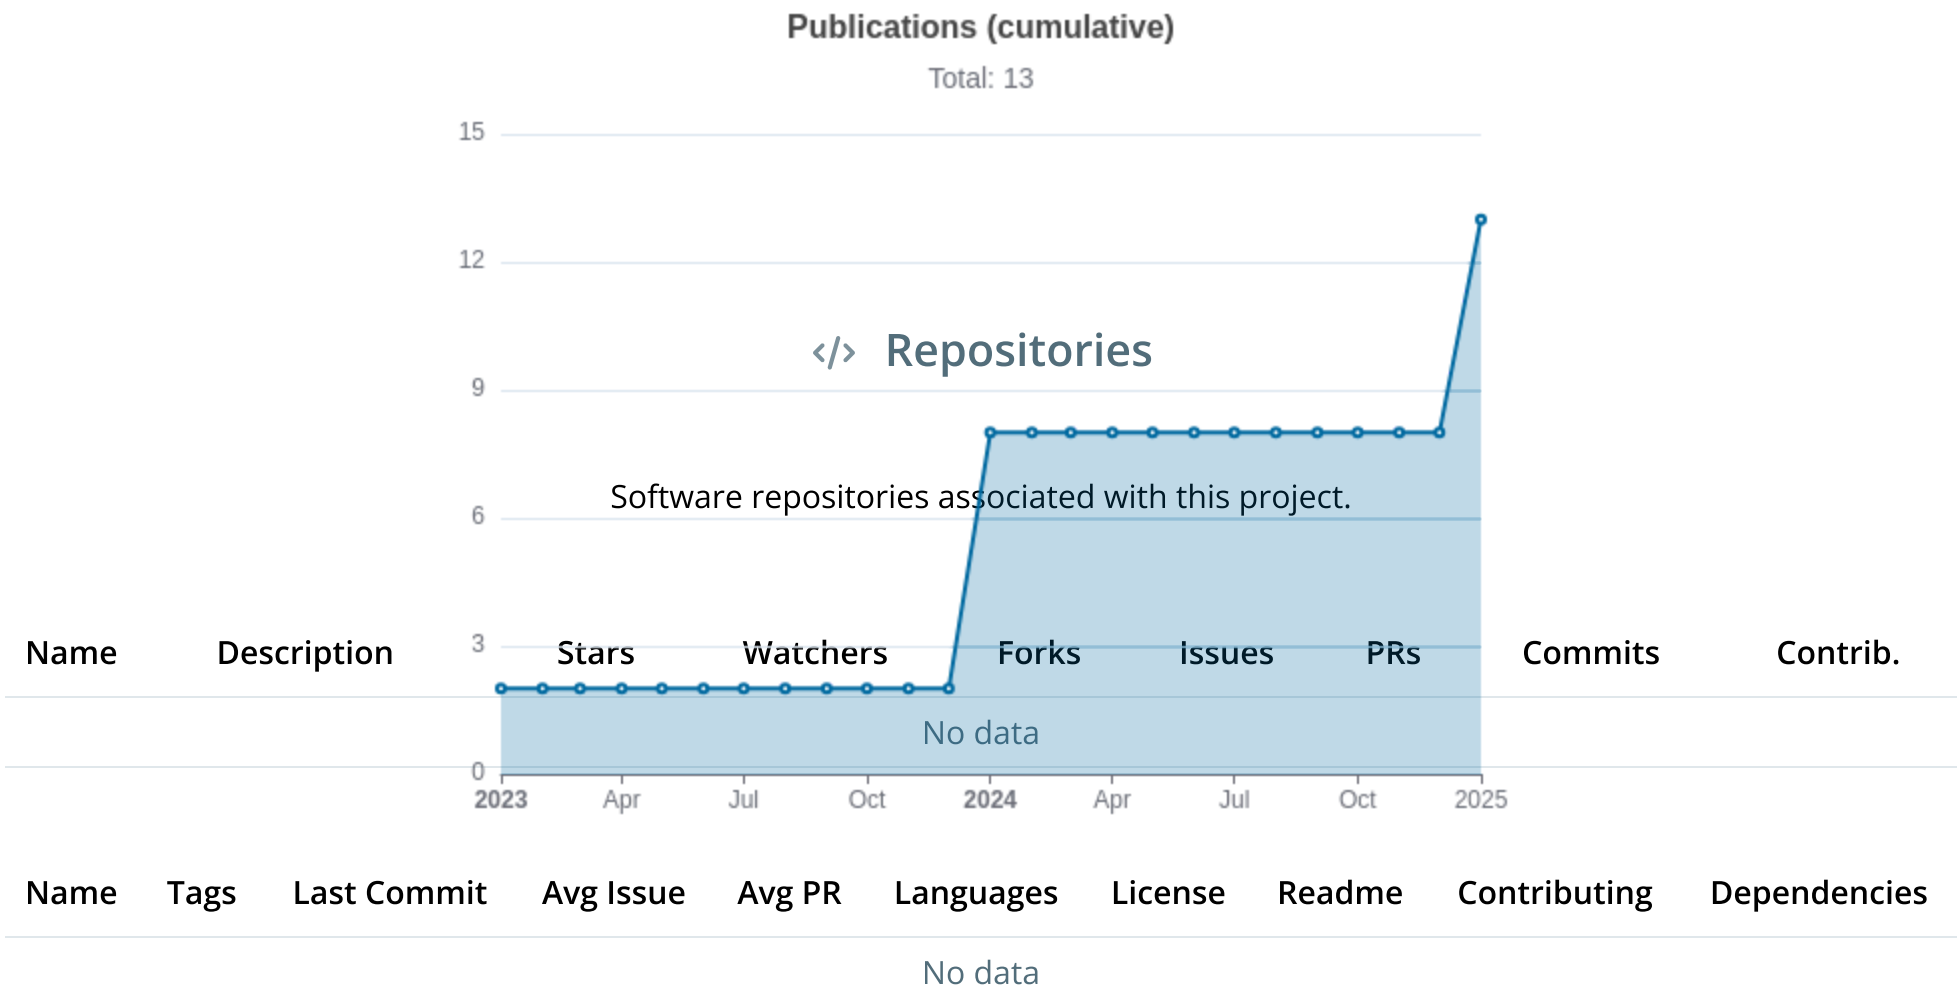 Publications (cumulative)
Total: 13
15
12
</> Repositories
9
Software repositories associated with this project.
6
Name Description Stars Watchers Forks Issues PRs Commits Contrib.
3
No data
0
2023 Apr Jul Oct 2024 Apr Jul Oct 2025
Name Tags Last Commit Avg Issue Avg PR Languages License Readme Contributing Dependencies
No data